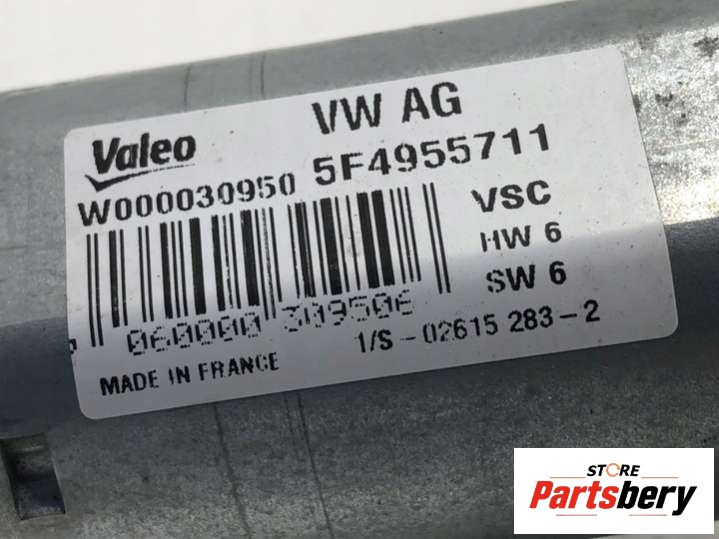 VW AG
Valeo
5F4955711
W000030950
VSC
HW 6
SW 6
060000 309506
1/S - 02615 283-2
MADE IN FRANCE
STORE
Partsbery